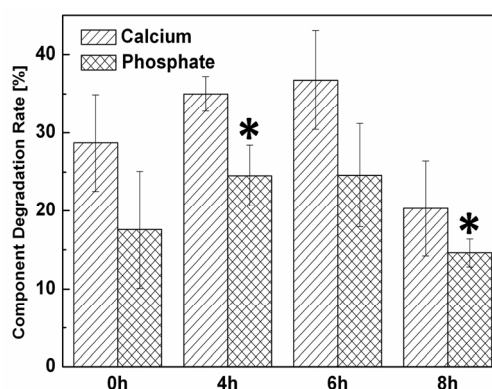 Component Degradation Rate [%]
40
30
20
10
0
Calcium
Phosphate
*
*
0h 4h 6h 8h